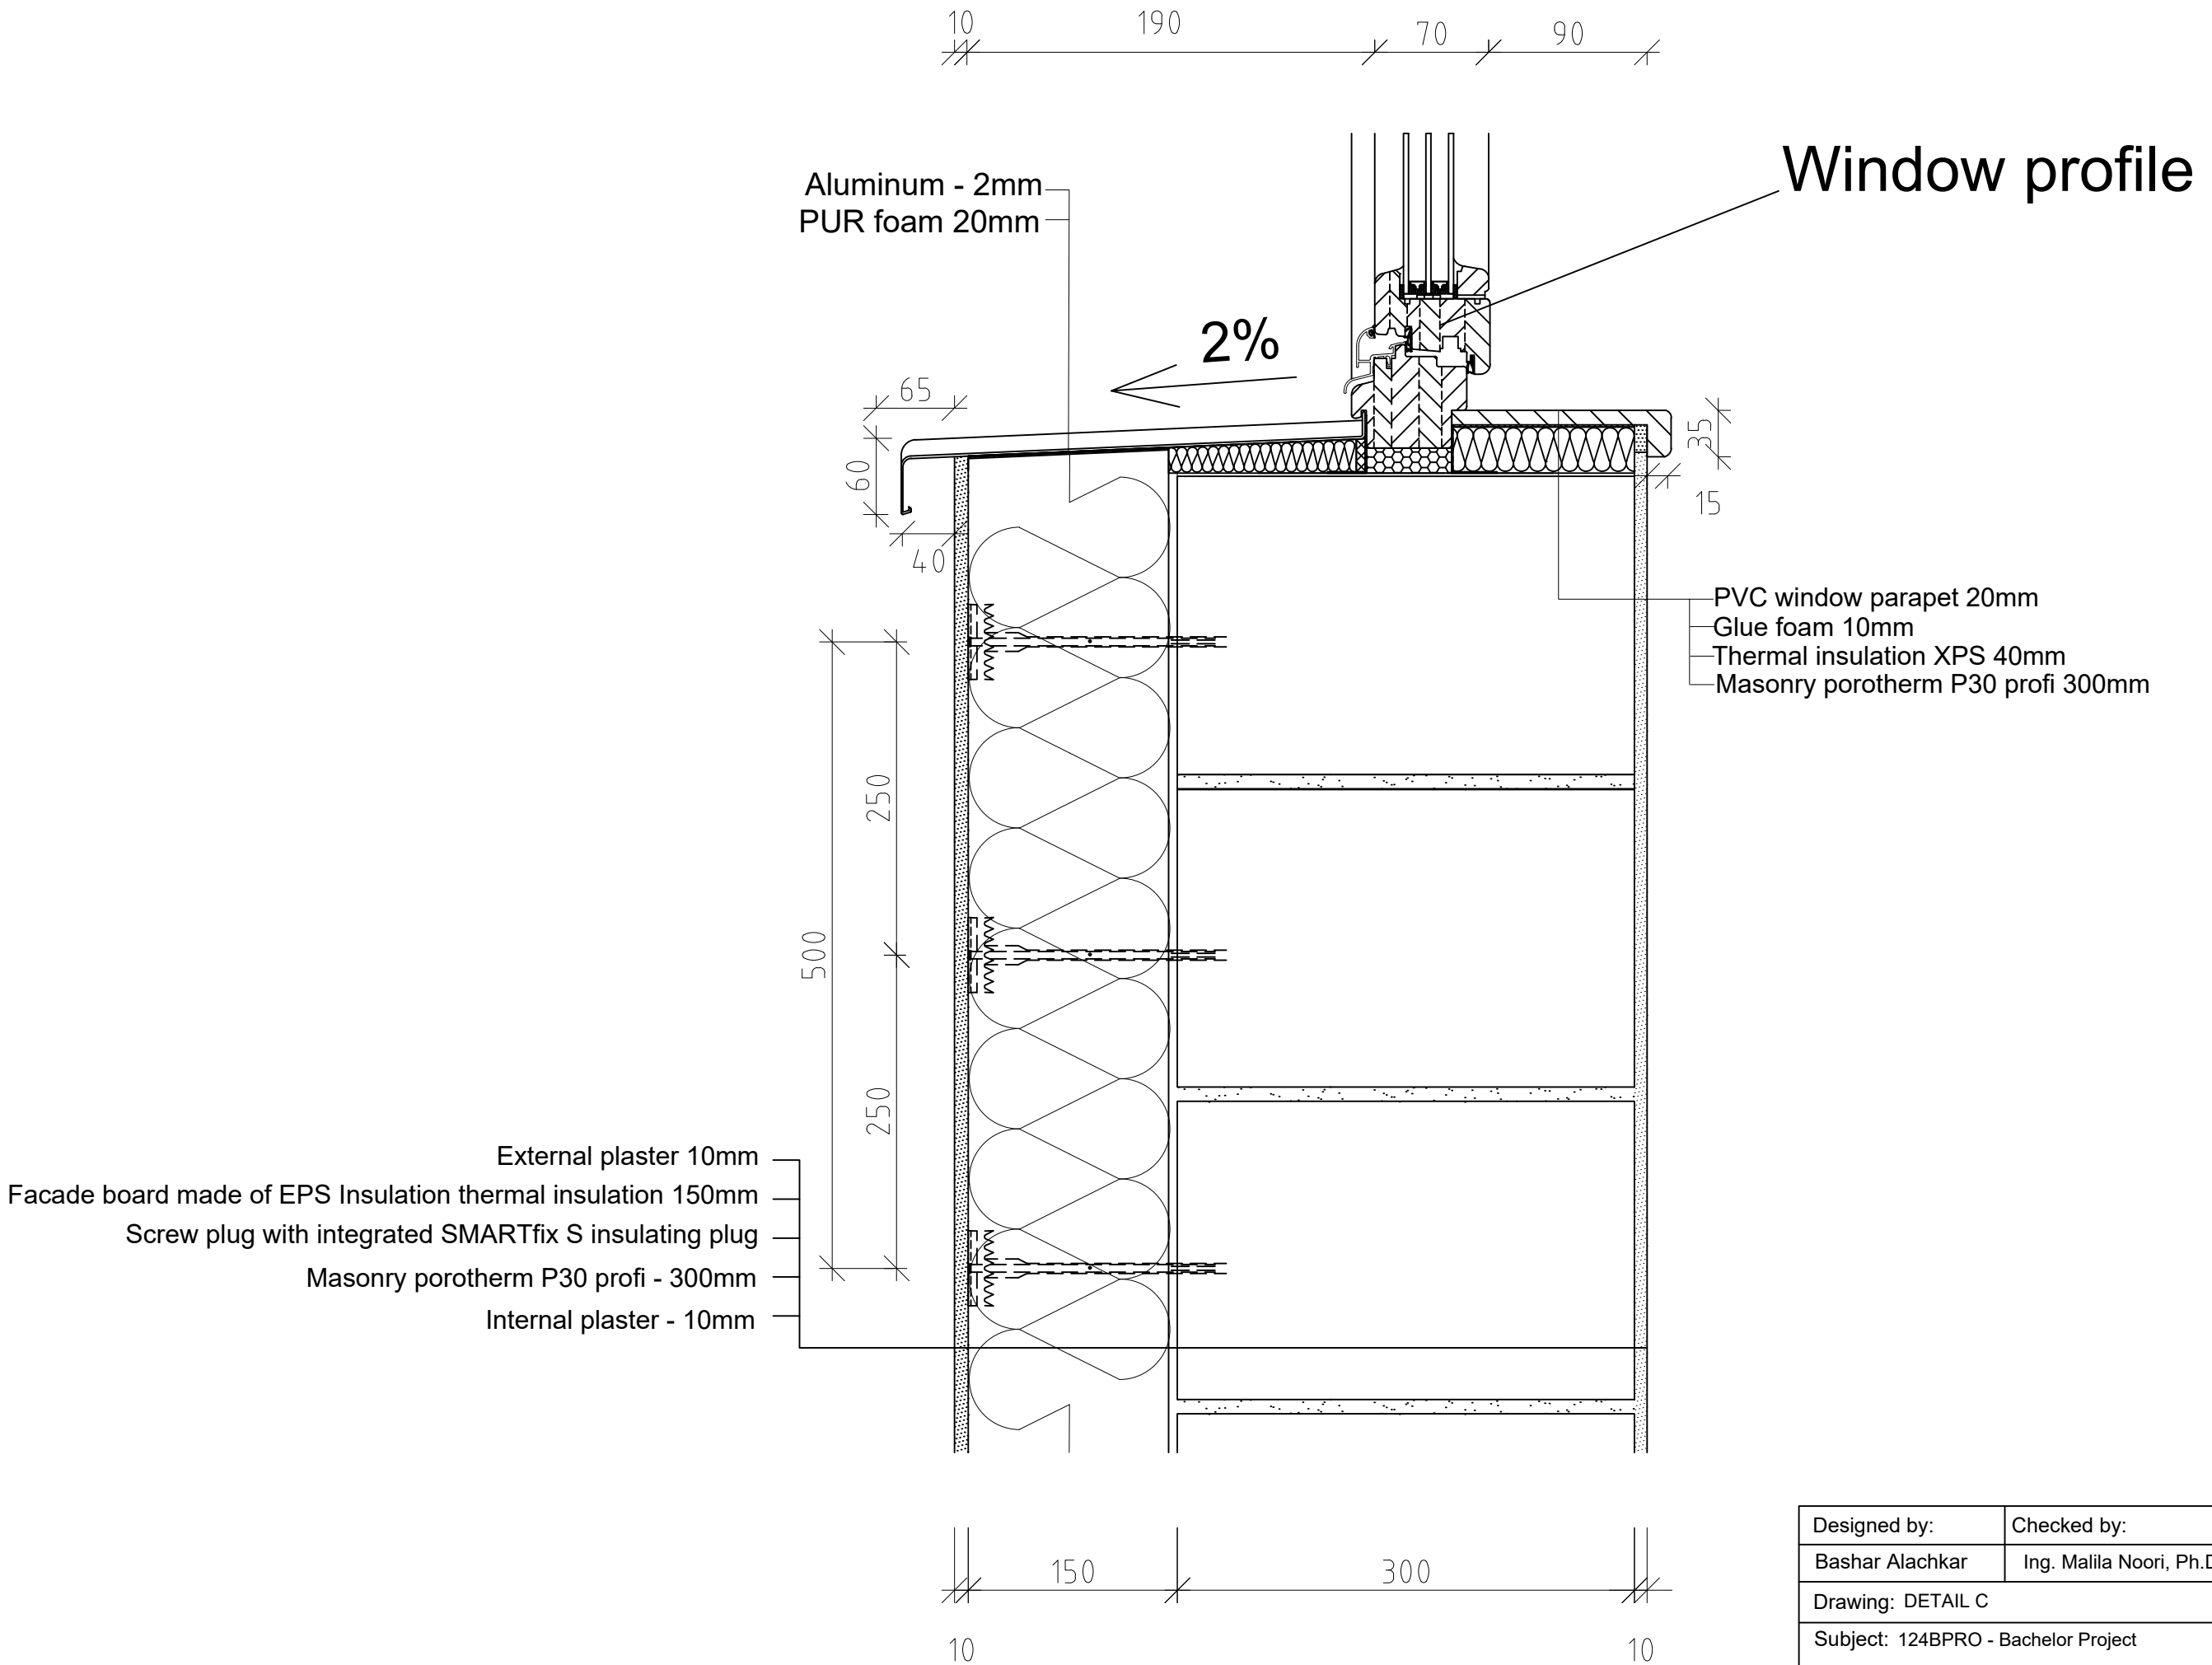 10 190 70 90
Window profile
Aluminum - 2mm
PUR foam 20mm
2%
65
60
40
35
15
PVC window parapet 20mm
Glue foam 10mm
Thermal insulation XPS 40mm
Masonry porotherm P30 profi 300mm
250
500
250
External plaster 10mm
Facade board made of EPS Insulation thermal insulation 150mm
Screw plug with integrated SMARTfix S insulating plug
Masonry porotherm P30 profi - 300mm
Internal plaster - 10mm
150 300
10 10
Designed by: Checked by:
Bashar Alachkar Ing. Malila Noori, Ph.D
Drawing: DETAIL C
Subject: 124BPRO - Bachelor Project